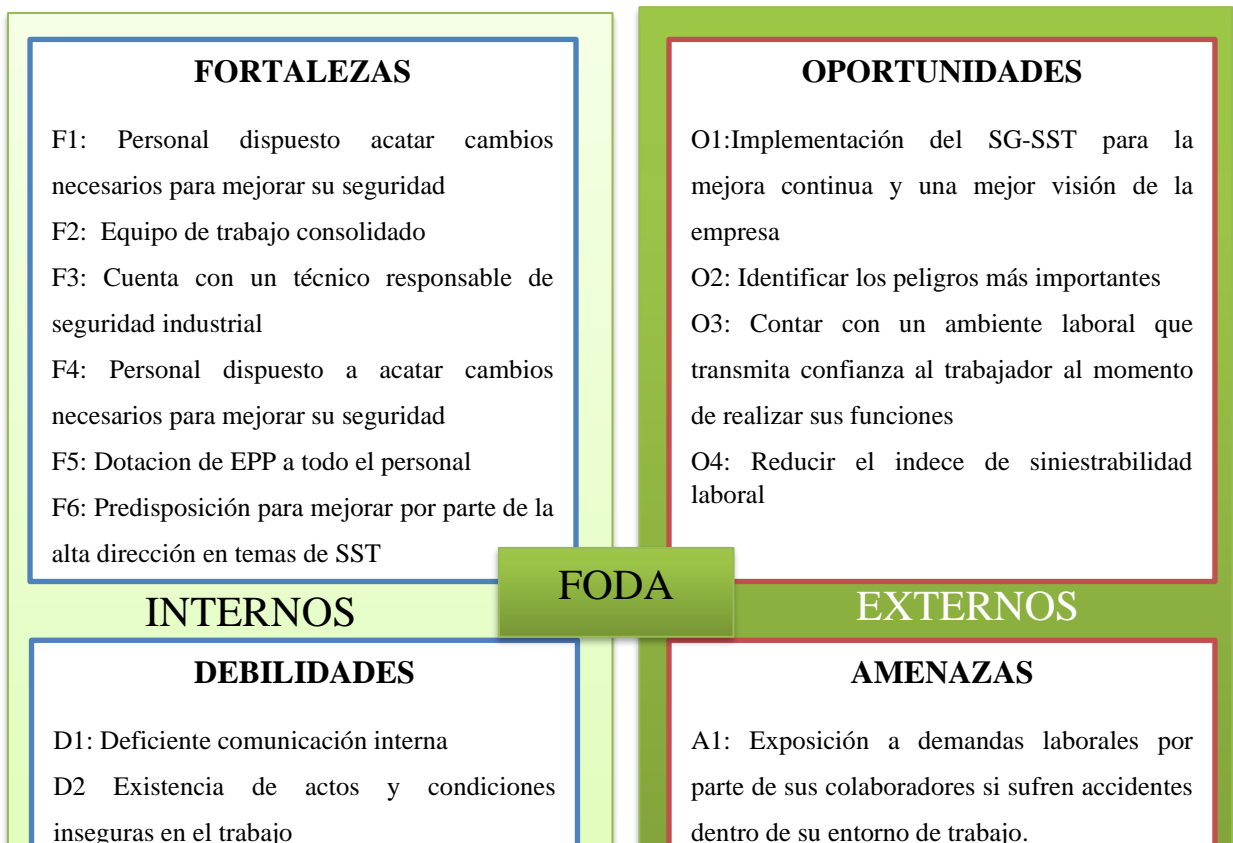 FORTALEZAS
F1: Personal dispuesto acatar cambios
necesarios para mejorar su seguridad
F2: Equipo de trabajo consolidado
F3: Cuenta con un técnico responsable de
seguridad industrial
F4: Personal dispuesto a acatar cambios
necesarios para mejorar su seguridad
F5: Dotacion de EPP a todo el personal
F6: Predisposición para mejorar por parte de la
alta dirección en temas de SST
OPORTUNIDADES
O1:Implementación del SG-SST para la
mejora continua y una mejor visión de la
empresa
O2: Identificar los peligros más importantes
O3: Contar con un ambiente laboral que
transmita confianza al trabajador al momento
de realizar sus funciones
O4: Reducir el indece de siniestrabilidad
laboral
INTERNOS
FODA
EXTERNOS
DEBILIDADES
D1: Deficiente comunicación interna
D2 Existencia de actos y condiciones
inseguras en el trabajo
AMENAZAS
A1: Exposición a demandas laborales por
parte de sus colaboradores si sufren accidentes
dentro de su entorno de trabajo.